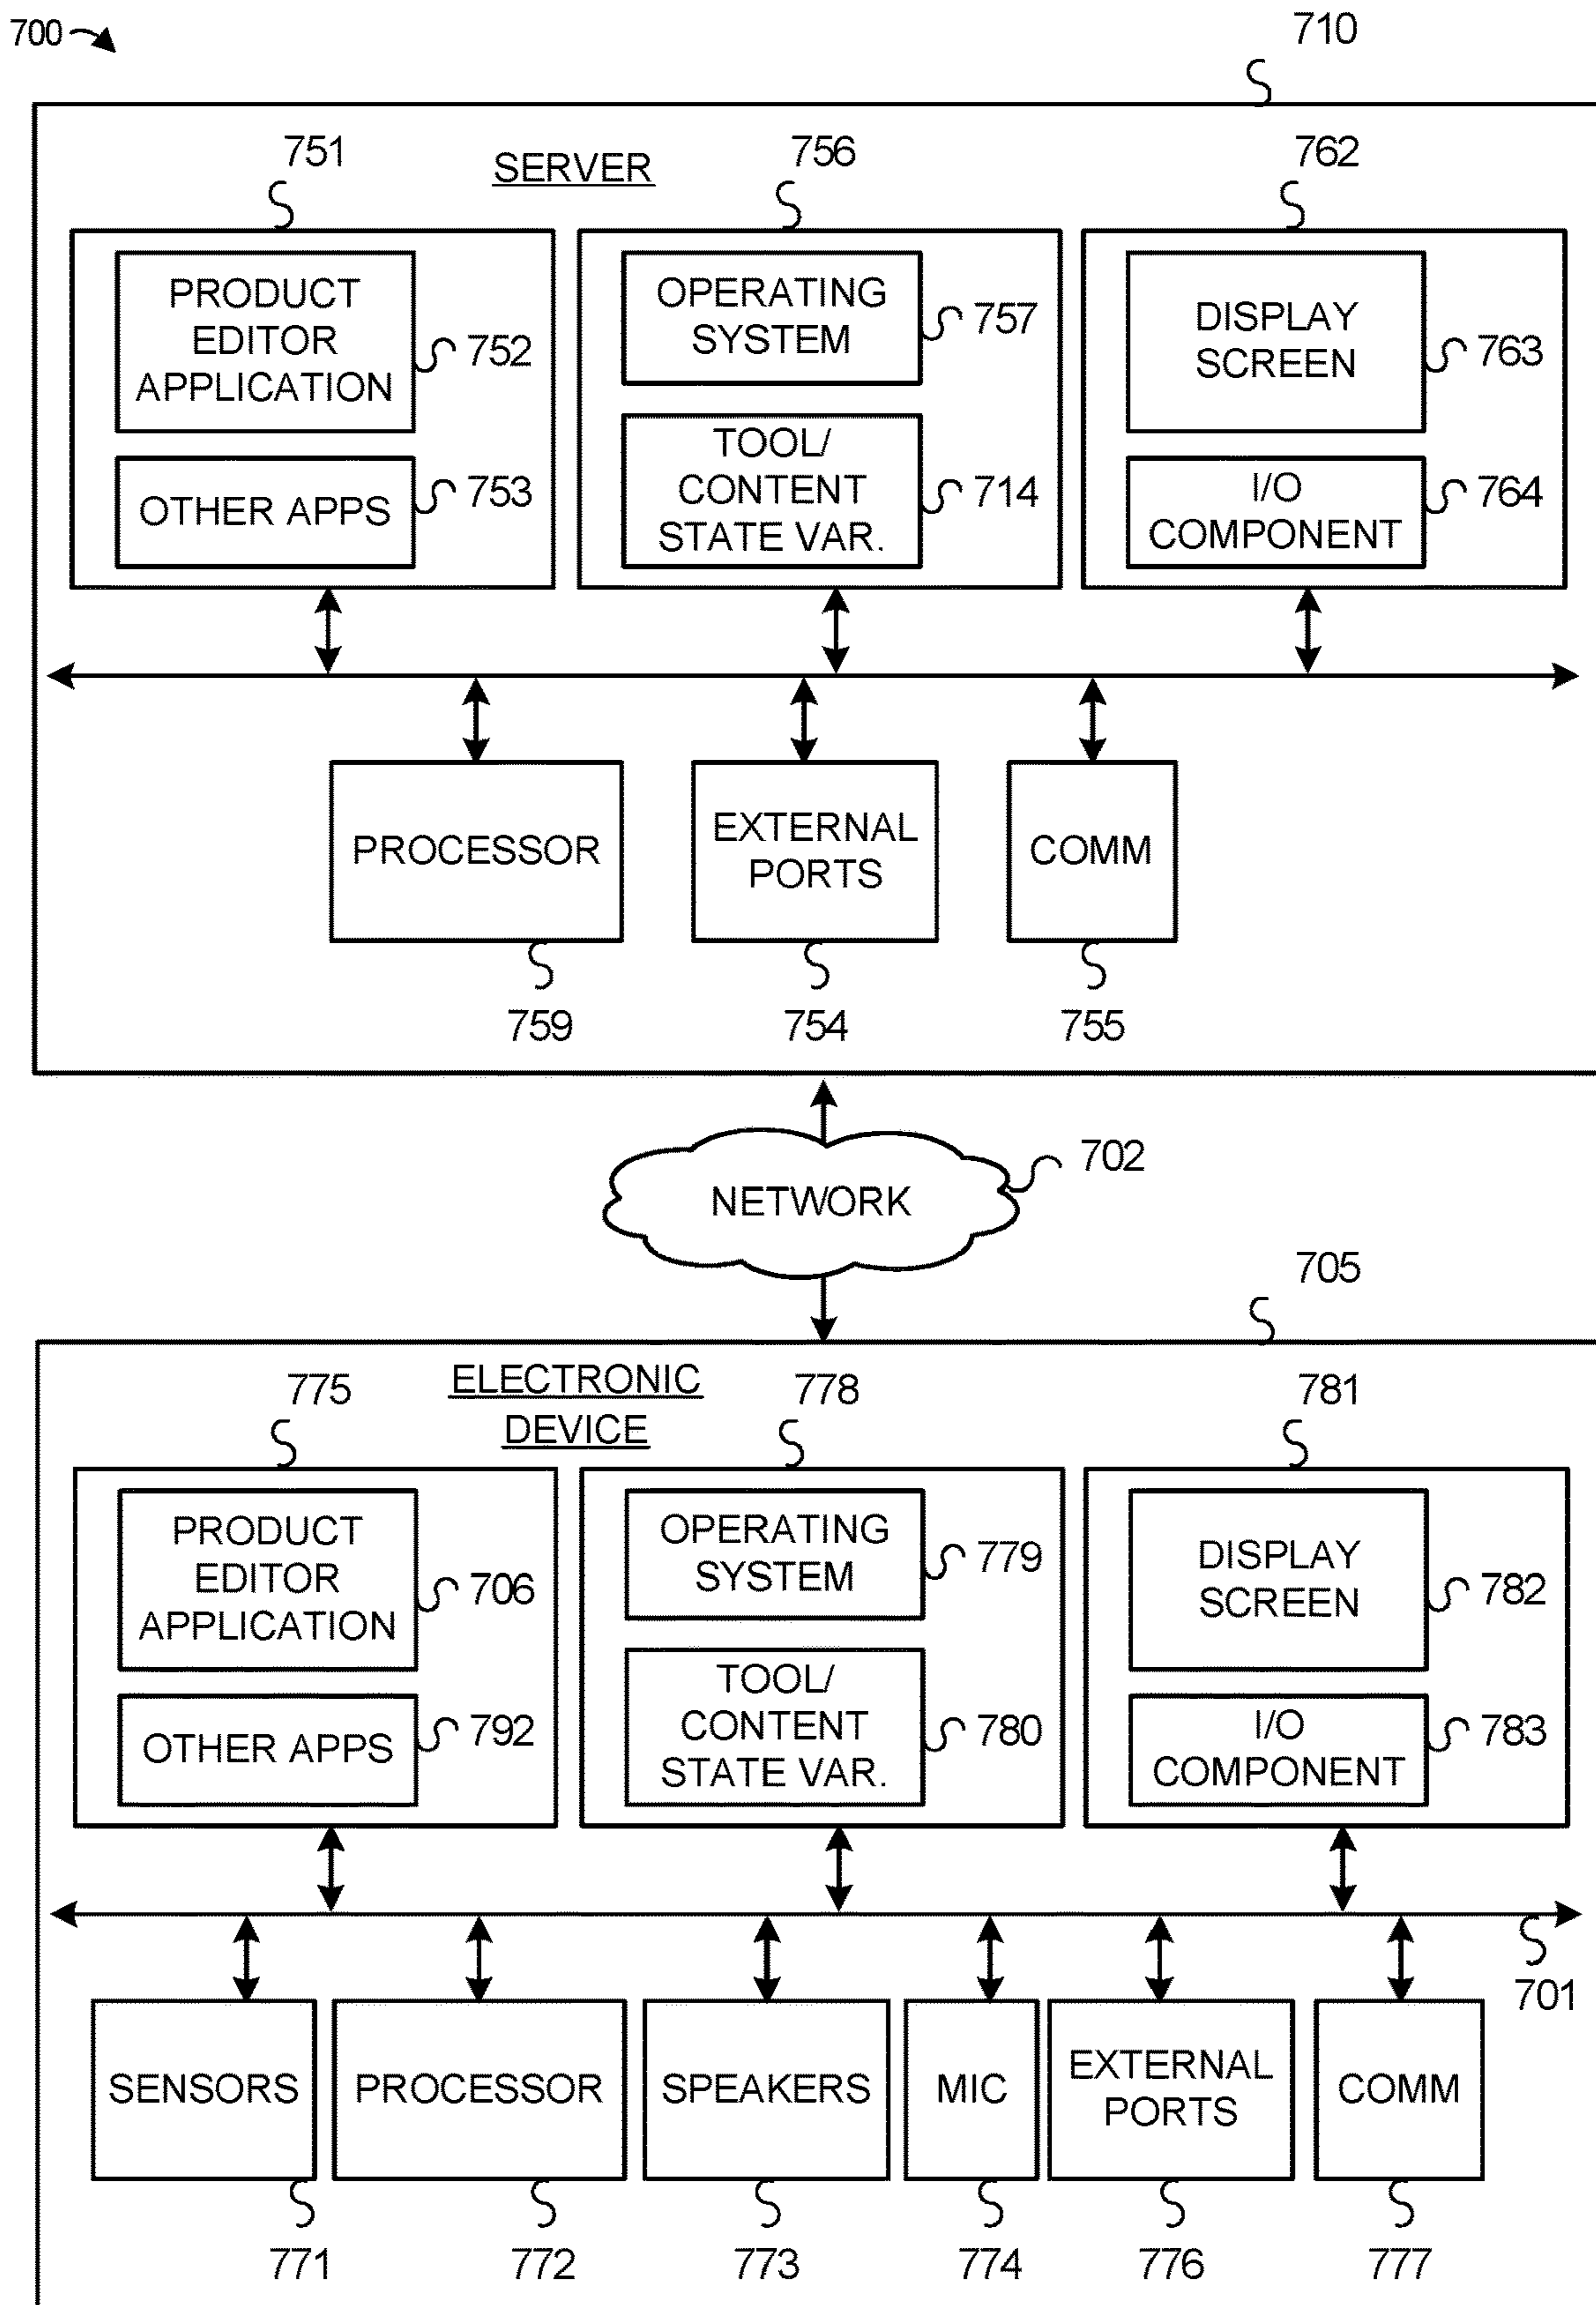 700
710
SERVER
751
756
762
PRODUCT
EDITOR
APPLICATION
752
OTHER APPS
753
OPERATING
SYSTEM
757
TOOL/
CONTENT
STATE VAR.
714
DISPLAY
SCREEN
763
I/O
COMPONENT
764
PROCESSOR
EXTERNAL
PORTS
COMM
759
754
755
NETWORK
702
705
ELECTRONIC
DEVICE
775
778
781
PRODUCT
EDITOR
APPLICATION
706
OTHER APPS
792
OPERATING
SYSTEM
779
TOOL/
CONTENT
STATE VAR.
780
DISPLAY
SCREEN
782
I/O
COMPONENT
783
701
SENSORS
PROCESSOR
SPEAKERS
MIC
EXTERNAL
PORTS
COMM
771
772
773
774
776
777